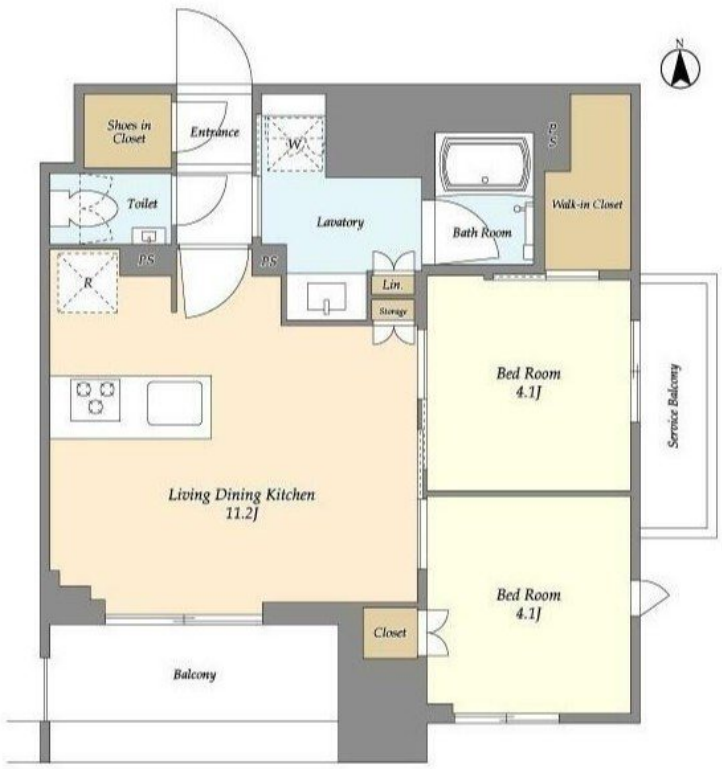 N
Shoes in
Closet
Entrance
W
PS
Toilet
Lavatory
Bath Room
Walk-in Closet
PS
PS
R
Lin.
Storage
Bed Room
4.1J
Service Balcony
Living Dining Kitchen
11.2J
Bed Room
4.1J
Closet
Balcony